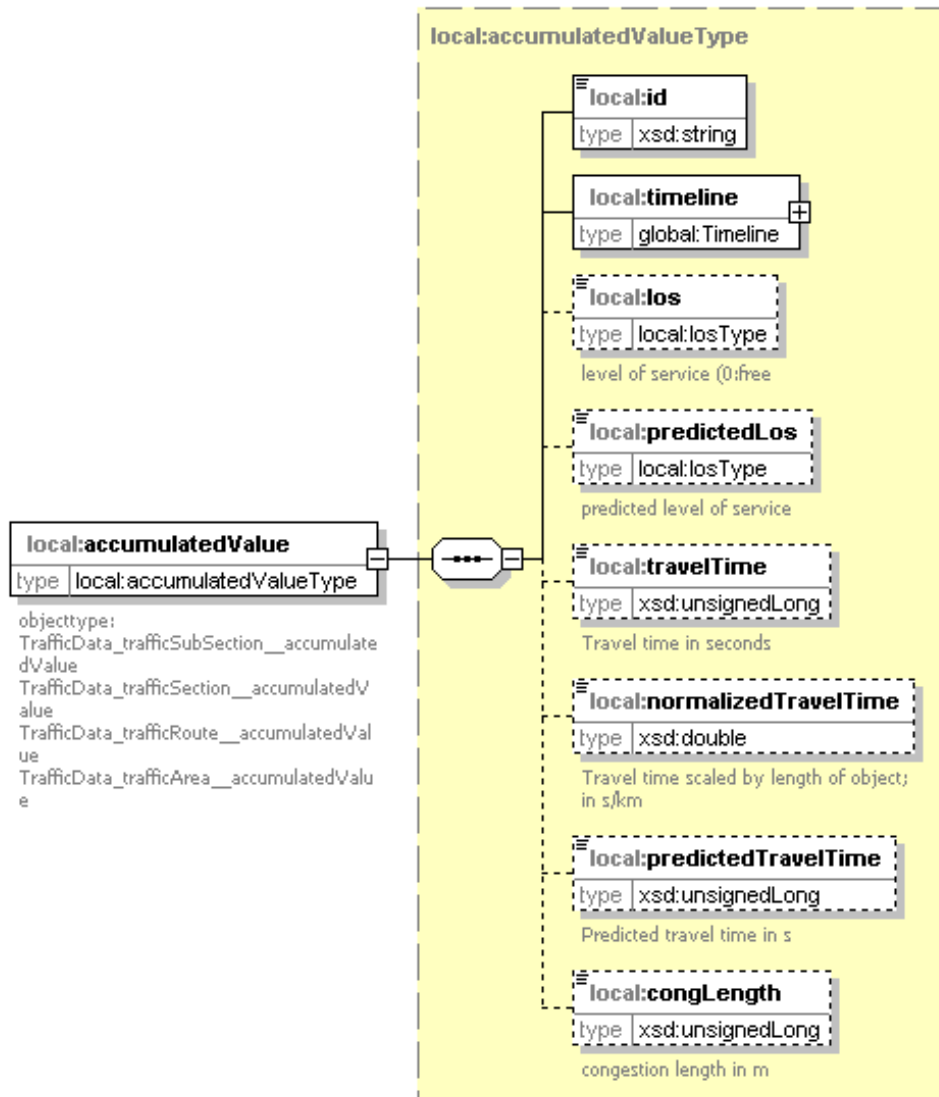 local:accumulatedValueType
local:id
type xsd:string
local:timeline
type global:Timeline
local:los
type local:losType
level of service (0:free
local:predictedLos
type local:losType
predicted level of service
local:accumulatedValue
type local:accumulatedValueType
objecttype:
TrafficData_trafficSubSection__accumulate
dValue
TrafficData_trafficSection__accumulatedV
alue
TrafficData_trafficRoute__accumulatedVal
ue
TrafficData_trafficArea__accumulatedValu
e
local:travelTime
type xsd:unsignedLong
Travel time in seconds
local:normalizedTravelTime
type xsd:double
Travel time scaled by length of object;
in s/km
local:predictedTravelTime
type xsd:unsignedLong
Predicted travel time in s
local:congLength
type xsd:unsignedLong
congestion length in m